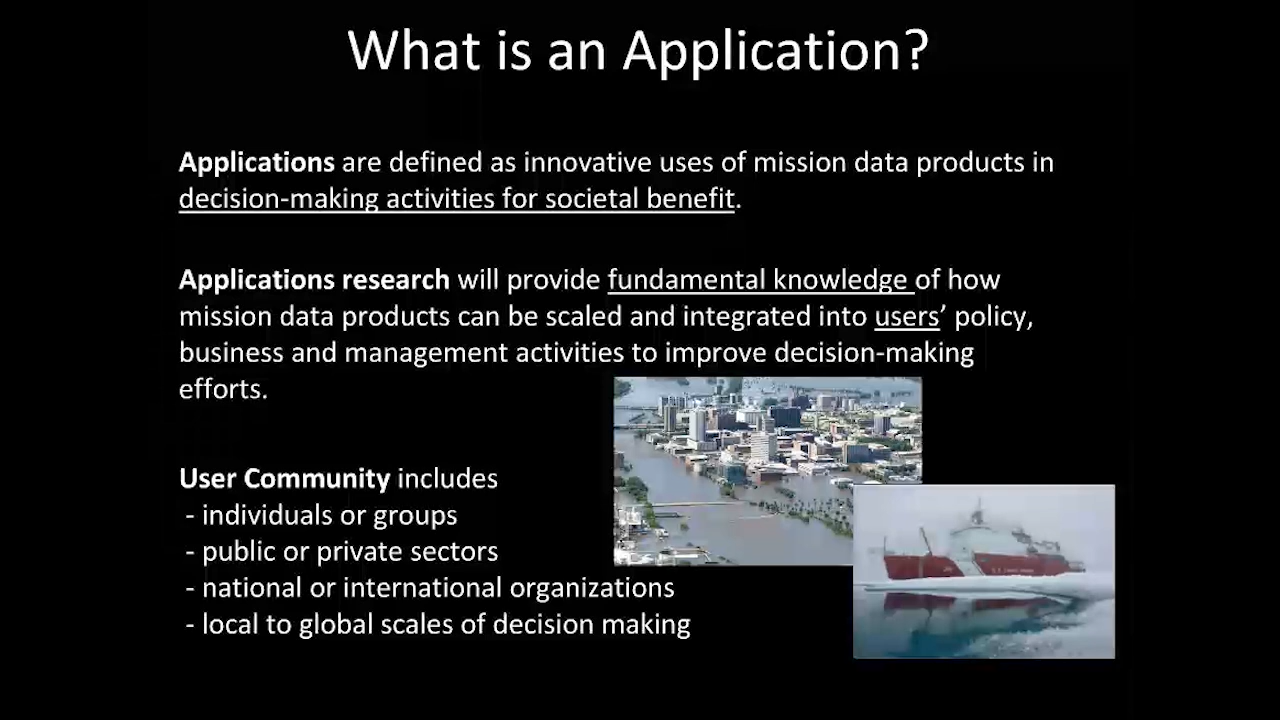 What is an Application?
Applications are defined as innovative uses of mission data products in
decision-making activities for societal benefit.
Applications research will provide fundamental knowledge of how
mission data products can be scaled and integrated into users’ policy,
business and management activities to improve decision-making
efforts.
User Community includes
- individuals or groups
- public or private sectors
- national or international organizations
- local to global scales of decision making